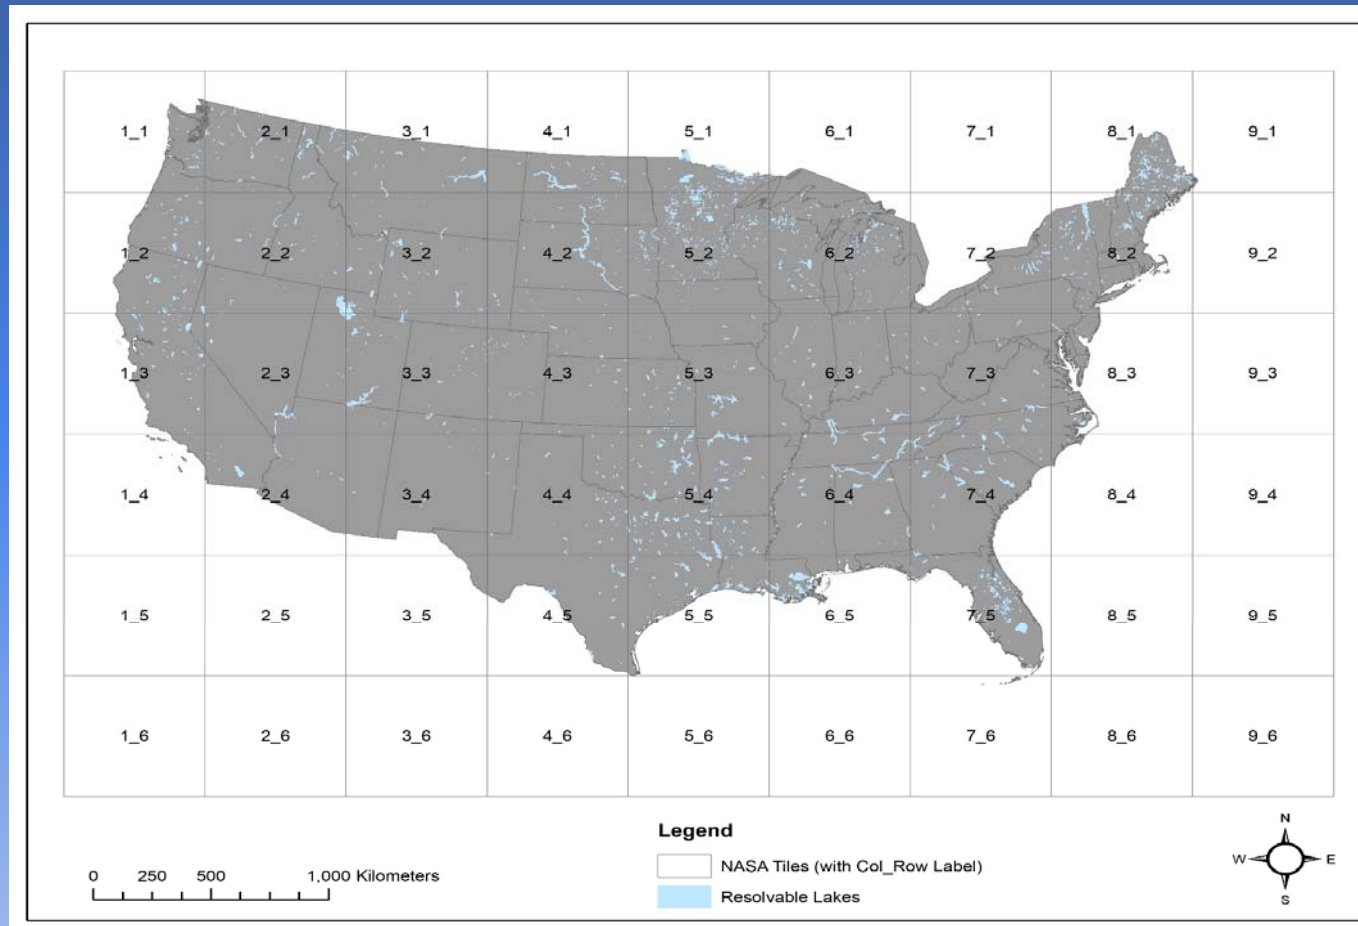 1_1 2_1 3_1 4_1 5_1 6_1 7_1 8_1 9_1
1_2 2_2 3_2 4_2 5_2 6_2 7_2 8_2 9_2
1_3 2_3 3_3 4_3 5_3 6_3 7_3 8_3 9_3
1_4 2_4 3_4 4_4 5_4 6_4 7_4 8_4 9_4
1_5 2_5 3_5 4_5 5_5 6_5 7_5 8_5 9_5
1_6 2_6 3_6 4_6 5_6 6_6 7_6 8_6 9_6
Legend
NASA Tiles (with Col_Row Label)
Resolvable Lakes
0 250 500 1,000 Kilometers
N
W E
S